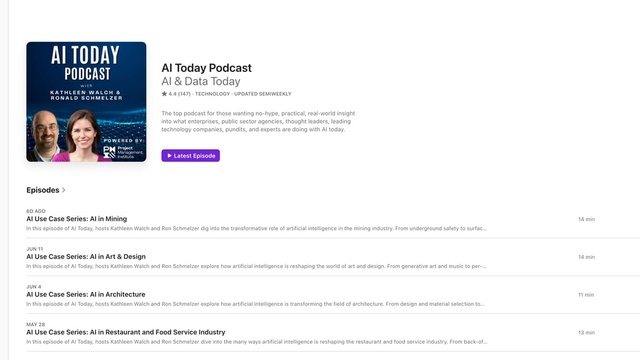 AI TODAY
PODCAST
with
KATHLEEN WALCH &
RONALD SCHMELZER
POWERED BY:
Project
Management
Institute.
AI Today Podcast
AI & Data Today
★ 4.4 (147) · TECHNOLOGY · UPDATED SEMIWEEKLY
The top podcast for those wanting no-hype, practical, real-world insight
into what enterprises, public sector agencies, thought leaders, leading
technology companies, pundits, and experts are doing with AI today.
Latest Episode
Episodes
6D AGO
AI Use Case Series: AI in Mining
In this episode of AI Today, hosts Kathleen Walch and Ron Schmelzer dig into the transformative role of artificial intelligence in the mining industry. From underground safety to surfac...
14 min
JUN 11
AI Use Case Series: AI in Art & Design
In this episode of AI Today, hosts Kathleen Walch and Ron Schmelzer explore how artificial intelligence is reshaping the world of art and design. From generative art and music to per-...
14 min
JUN 4
AI Use Case Series: AI in Architecture
In this episode of AI Today, hosts Kathleen Walch and Ron Schmelzer explore how artificial intelligence is transforming the field of architecture. From design and material selection to...
11 min
MAY 28
AI Use Case Series: AI in Restaurant and Food Service Industry
In this episode of AI Today, hosts Kathleen Walch and Ron Schmelzer dive into the many ways artificial intelligence is reshaping the restaurant and food service industry. From back-of...
13 min